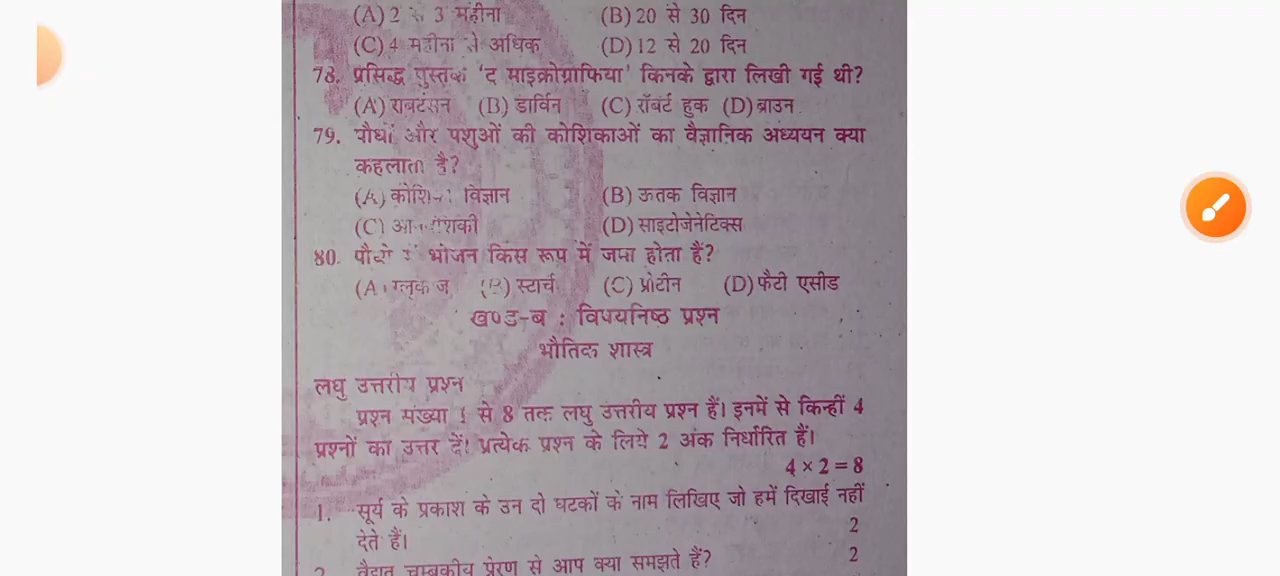 (A) 2 से 3 महीना (B) 20 से 30 दिन
(C) 4 महीना से अधिक (D) 12 से 20 दिन
78. प्रसिद्ध पुस्तक 'द माइक्रोग्राफिया' किनके द्वारा लिखी गई थी?
(A) राबर्टसन (B) डार्विन (C) रॉबर्ट हुक (D) ब्राउन
79. पौधों और पशुओं की कोशिकाओं का वैज्ञानिक अध्ययन क्या
कहलाता है?
(A) कोशिका विज्ञान (B) ऊतक विज्ञान
(C) (D) साइटोजेनेटिक्स
80. पौधों में भोजन किस रूप में जमा होता हैं?
(A) ग्लूकोज (B) स्टार्च (C) प्रोटीन (D) फैटी एसीड
खण्ड-ब : विषयनिष्ठ प्रश्न
भौतिक शास्त्र
लघु उत्तरीय प्रश्न
प्रश्न संख्या 1 से 8 तक लघु उत्तरीय प्रश्न हैं। इनमें से किन्हीं 4
प्रश्नों का उत्तर दें। प्रत्येक प्रश्न के लिये 2 अंक निर्धारित हैं।
4 × 2 = 8
1. सूर्य के प्रकाश के उन दो घटकों के नाम लिखिए जो हमें दिखाई नहीं
देते हैं। 2
2. वैद्युत चुम्बकीय प्रेरण से आप क्या समझते हैं? 2